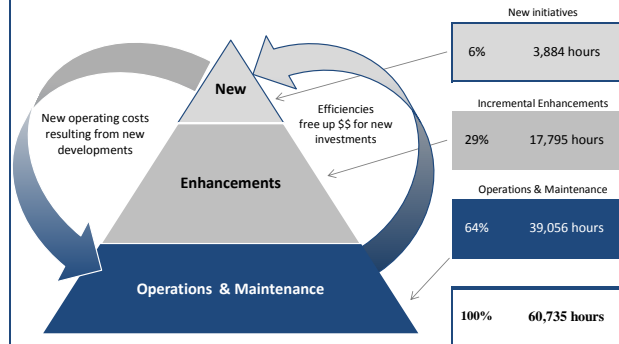 New initiatives
6% 3,884 hours
New
New operating costs
resulting from new
developments
Efficiencies
free up $$ for new
investments
Incremental Enhancements
29% 17,795 hours
Enhancements
Operations & Maintenance
64% 39,056 hours
Operations & Maintenance
100% 60,735 hours